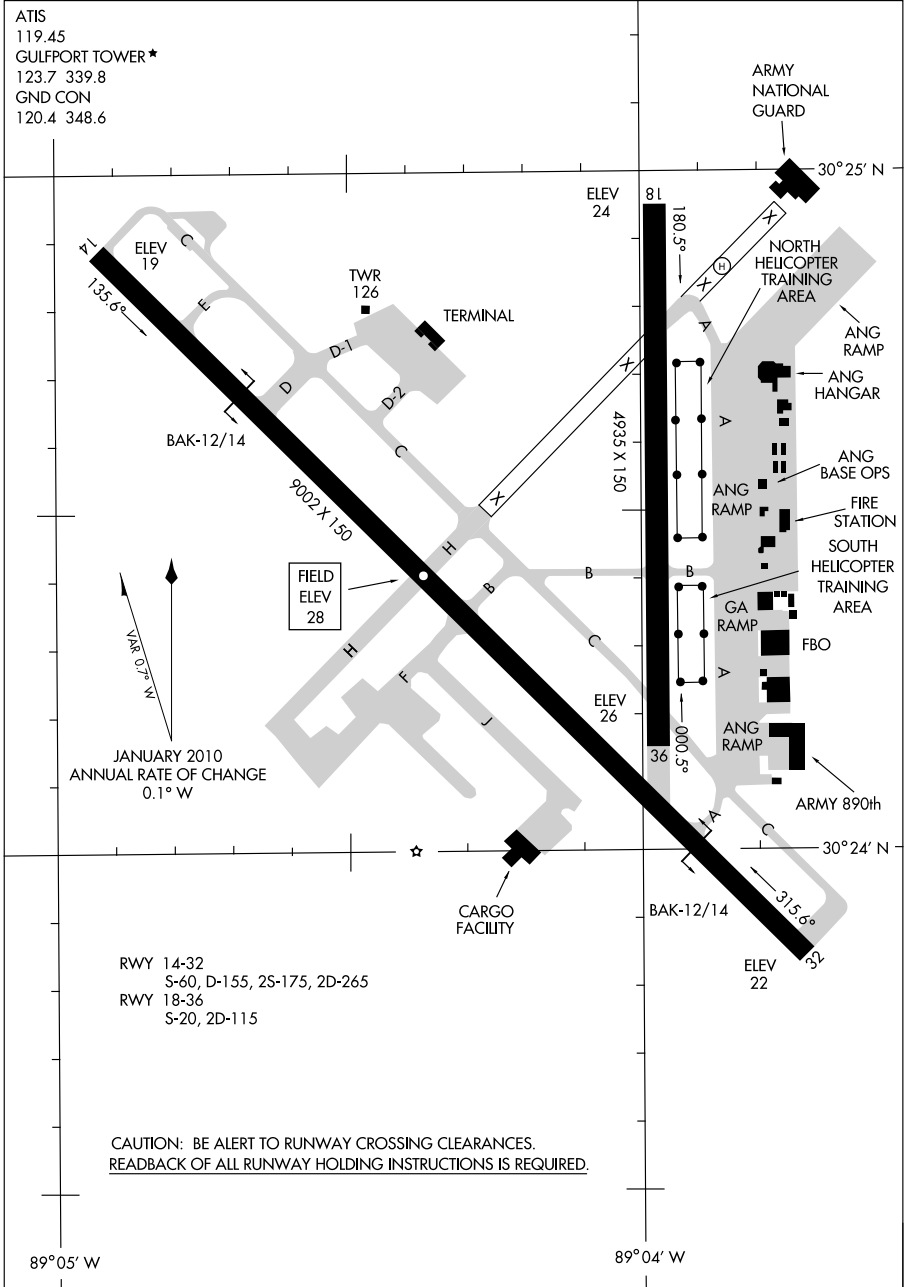 ATIS
119.45
GULFPORT TOWER★
123.7 339.8
GND CON
120.4 348.6
ARMY
NATIONAL
GUARD
30°25' N
ELEV
24
18
180.5°
X
H
X
NORTH
HELICOPTER
TRAINING
AREA
14
ELEV
19
C
135.6°
E
TWR
126
TERMINAL
A
ANG
RAMP
D-1
X
D
ANG
HANGAR
D-2
BAK-12/14
4935 X 150
A
C
9002 X 150
ANG
BASE OPS
ANG
RAMP
X
FIRE
STATION
H
SOUTH
HELICOPTER
TRAINING
AREA
FIELD
ELEV
28
B
B
B
GA
RAMP
VAR 0.7° W
H
C
FBO
F
A
ELEV
26
J
000.5°
ANG
RAMP
36
JANUARY 2010
ANNUAL RATE OF CHANGE
0.1° W
ARMY 890th
A
C
30°24' N
CARGO
FACILITY
BAK-12/14
315.6°
32
ELEV
22
RWY 14-32
S-60, D-155, 2S-175, 2D-265
RWY 18-36
S-20, 2D-115
CAUTION: BE ALERT TO RUNWAY CROSSING CLEARANCES.
READBACK OF ALL RUNWAY HOLDING INSTRUCTIONS IS REQUIRED.
89°05' W
89°04' W